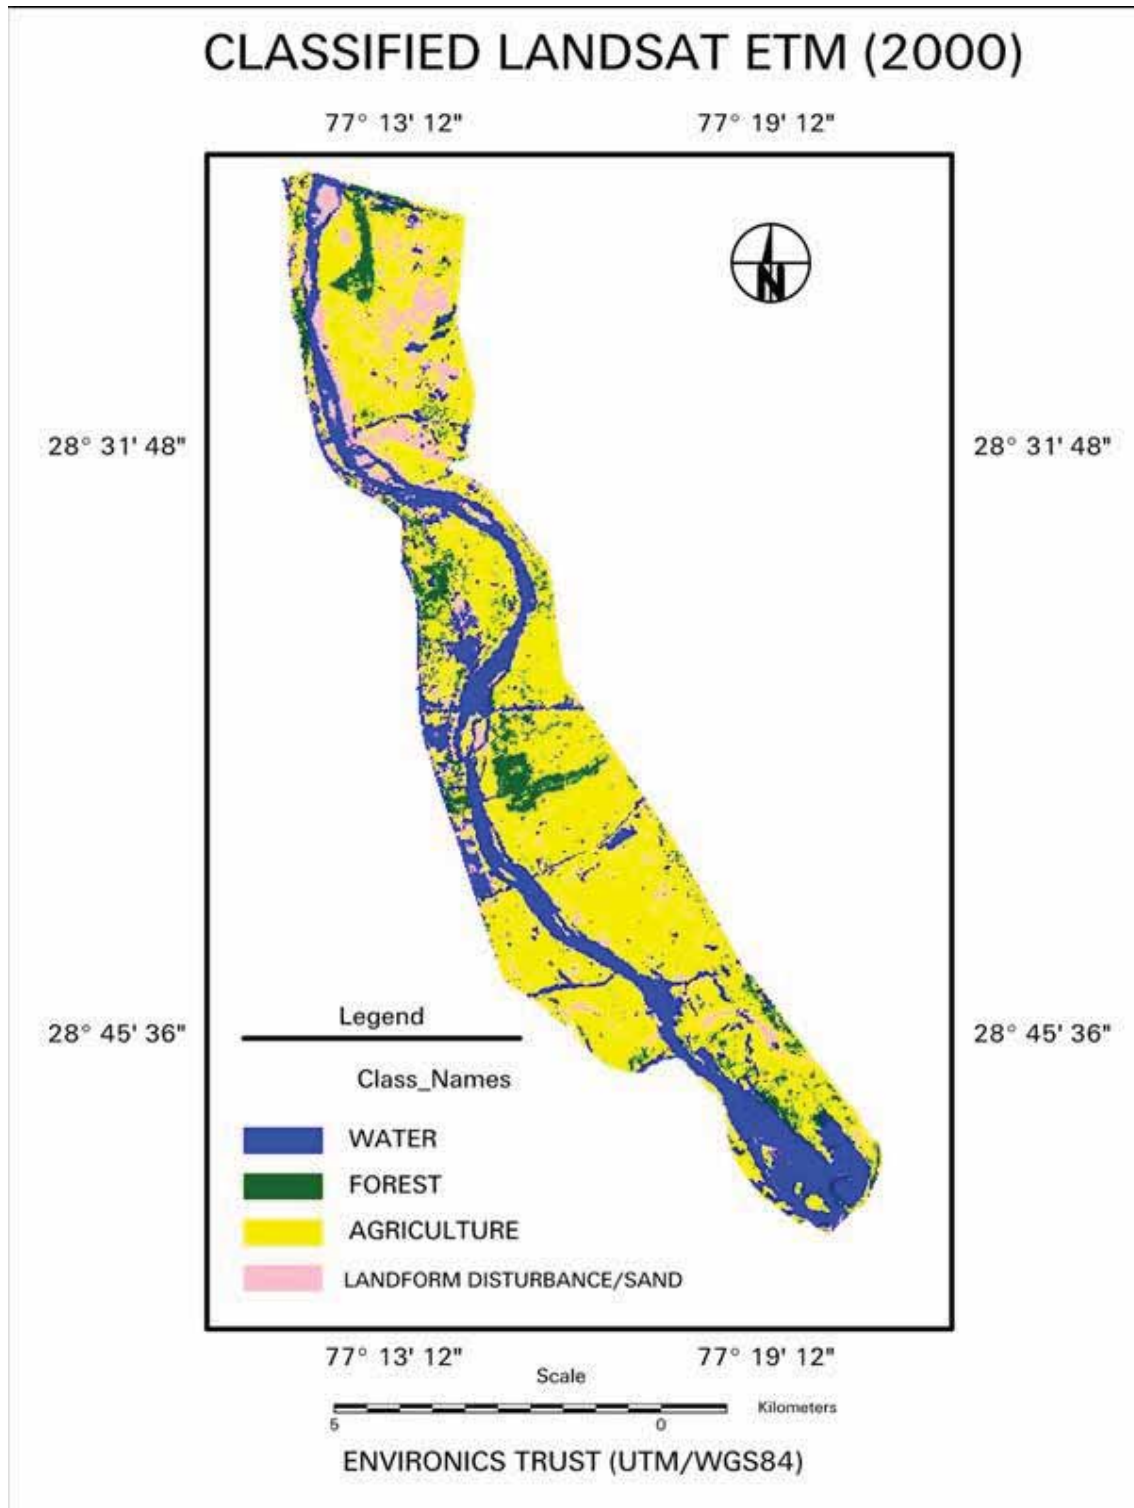 CLASSIFIED LANDSAT ETM (2000)
77° 13' 12" 77° 19' 12"
N
28° 31' 48" 28° 31' 48"
28° 45' 36" 28° 45' 36"
Legend
Class_Names
WATER
FOREST
AGRICULTURE
LANDFORM DISTURBANCE/SAND
77° 13' 12" 77° 19' 12"
Scale
Kilometers
5 0
ENVIRONICS TRUST (UTM/WGS84)